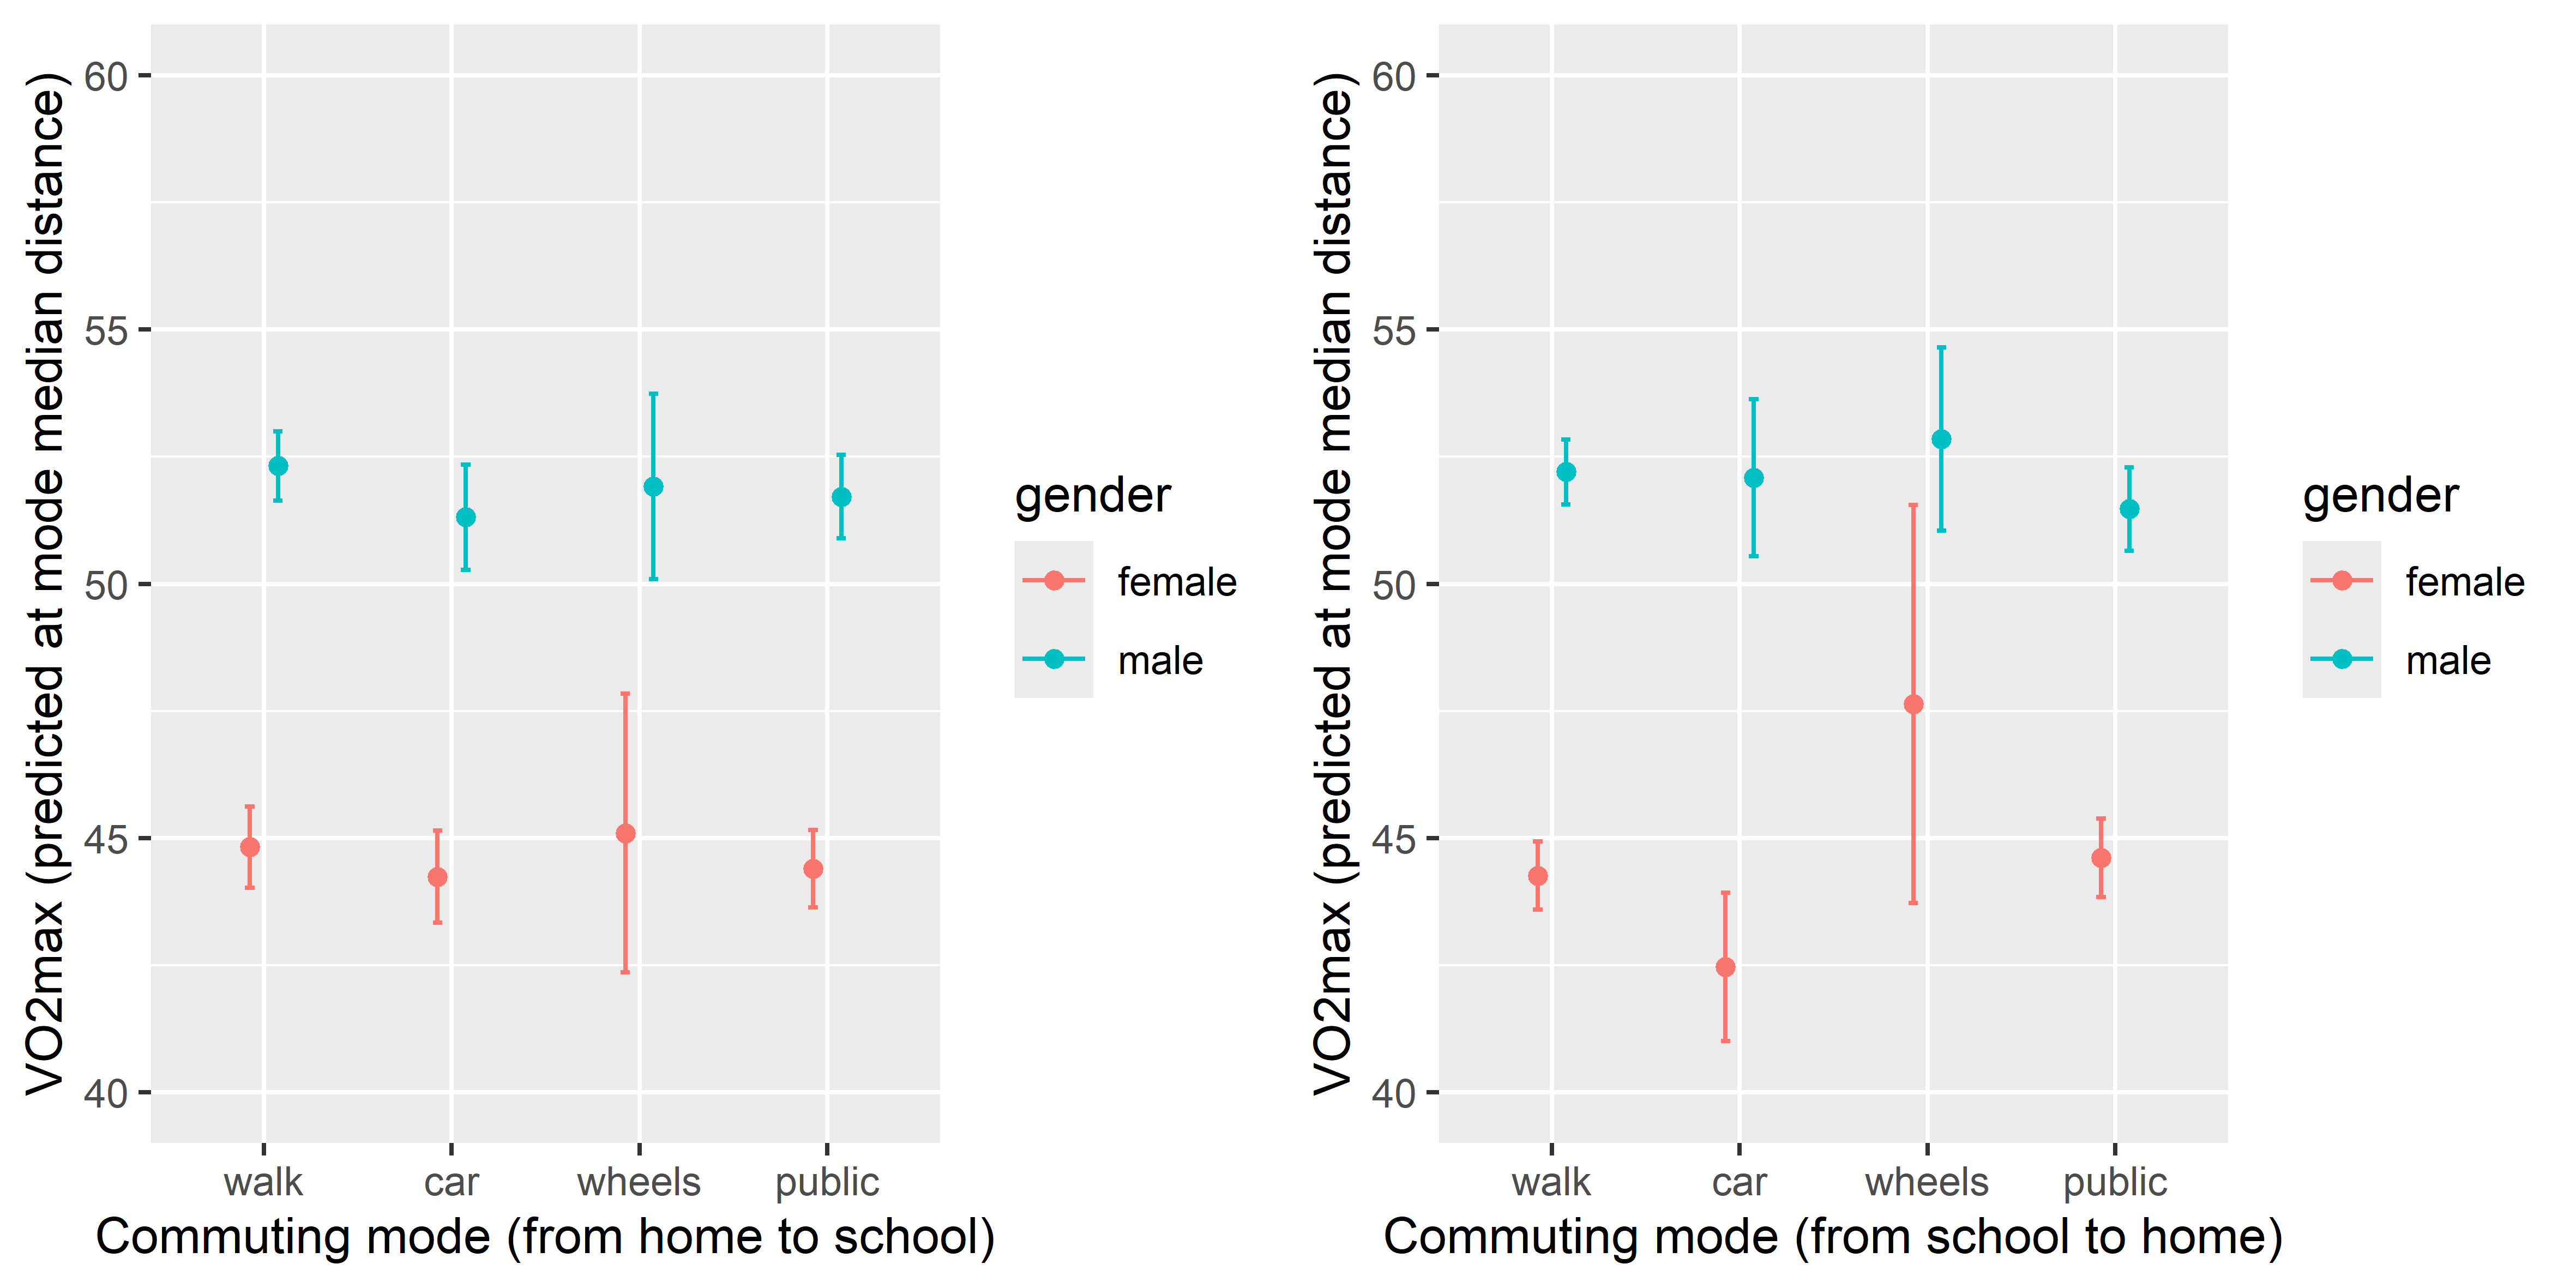 VO2max (predicted at mode median distance)
60
55
50
45
40
walk
car
wheels
public
Commuting mode (from home to school)
gender
female
male
VO2max (predicted at mode median distance)
60
55
50
45
40
walk
car
wheels
public
Commuting mode (from school to home)
gender
female
male